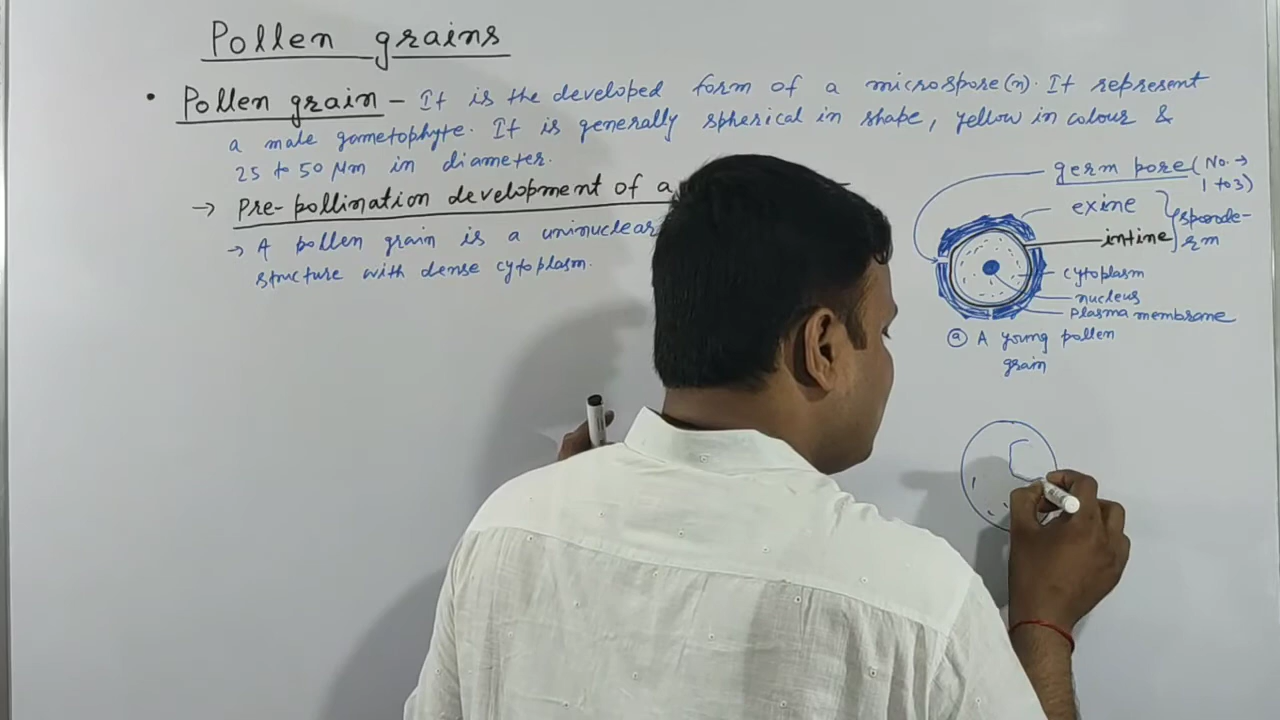 Pollen grains
• Pollen grain - It is the developed form of a microspore(n). It represent
a male gametophyte. It is generally spherical in shape, yellow in colour &
25 to 50 μm in diameter.
→ Pre-pollination development of a
→ A pollen grain is a uninuclear
structure with dense cytoplasm.
germ pore (No. →
1 to 3)
exine
intine
sporode-
rm
cytoplasm
nucleus
Plasma membrane
ⓐ A young pollen
grain